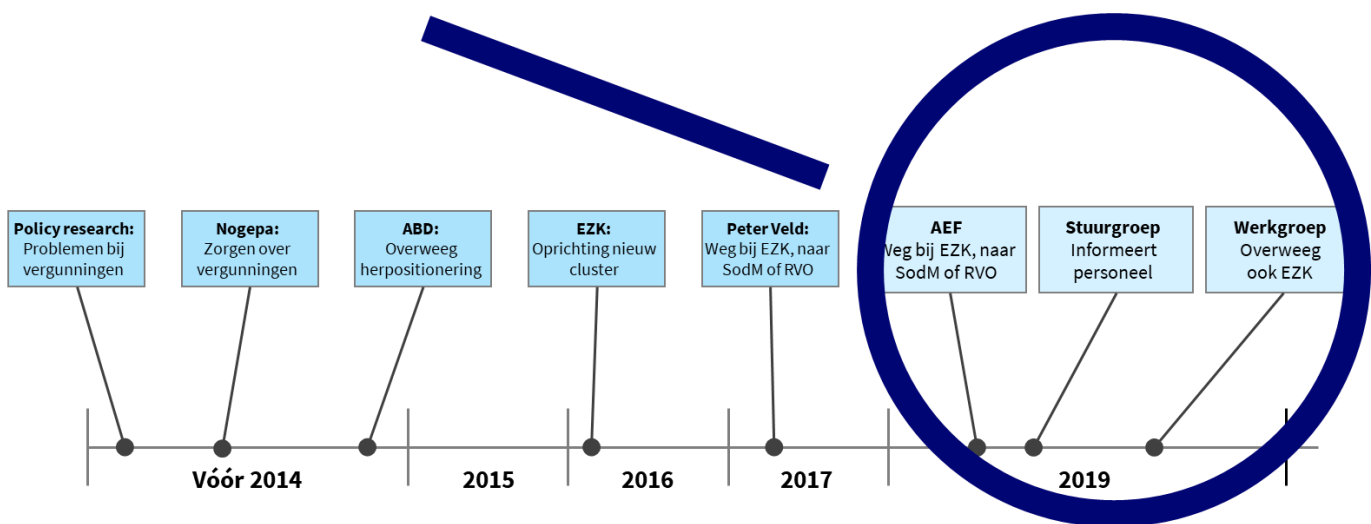 Policy research:
Problemen bij
vergunningen
Nogepa:
Zorgen over
vergunningen
ABD:
Overweeg
herpositionering
EZK:
Oprichting nieuw
cluster
Peter Veld:
Weg bij EZK, naar
SodM of RVO
AEF
Weg bij EZK, naar
SodM of RVO
Stuurgroep
Informeert
personeel
Werkgroep
Overweeg
ook EZK
Vóór 2014
2015
2016
2017
2019